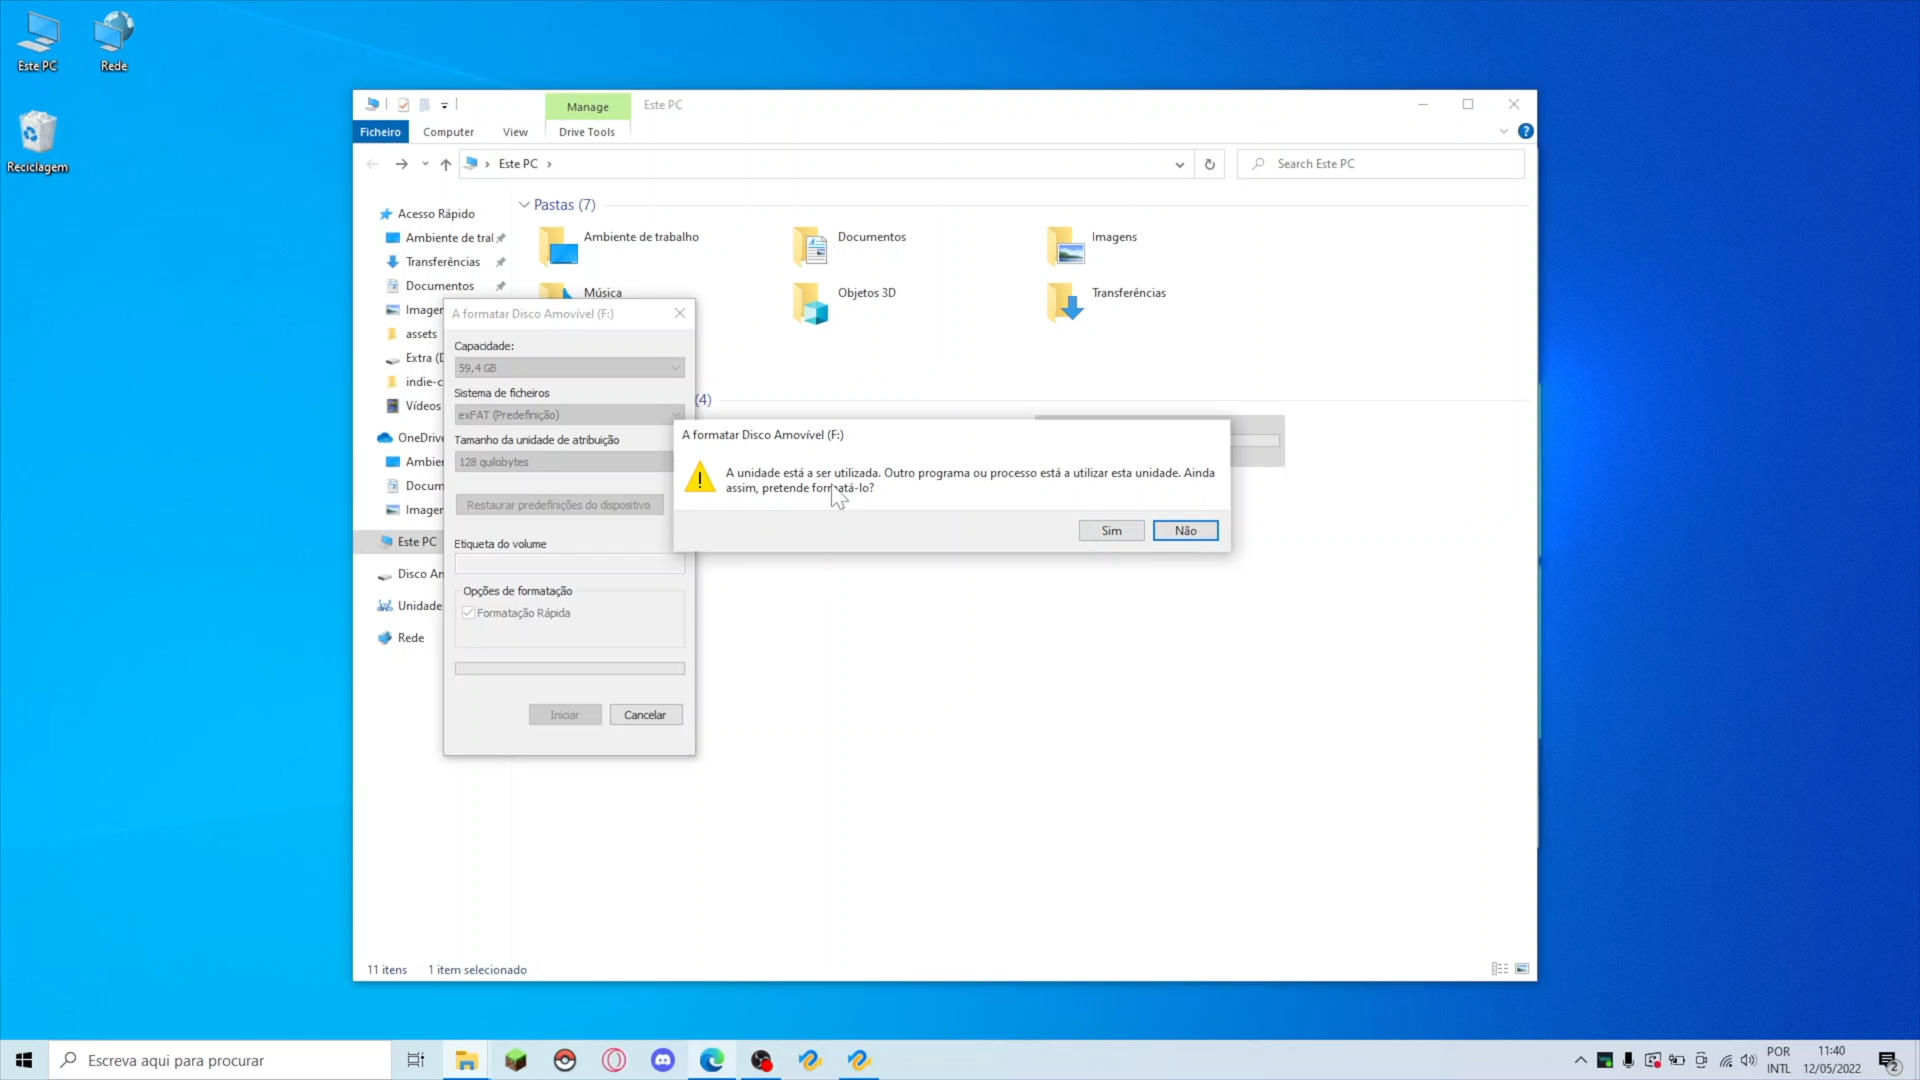 Este PC
Rede
Reciclagem
Manage
Este PC
Ficheiro
Computer
View
Drive Tools
Este PC
Search Este PC
Acesso Rápido
Ambiente de tral
Transferências
Documentos
Imager
assets
Extra (D
indie-c
Vídeos
OneDrive
Ambier
Docum
Imager
Este PC
Disco An
Unidade
Rede
Pastas (7)
Ambiente de trabalho
Documentos
Imagens
Música
Objetos 3D
Transferências
(4)
A formatar Disco Amovível (F:)
Capacidade:
59,4 GB
Sistema de ficheiros
exFAT (Predefinição)
Tamanho da unidade de atribuição
128 quilobytes
Restaurar predefinições do dispositivo
Etiqueta do volume
Opções de formatação
Formatação Rápida
Iniciar
Cancelar
A formatar Disco Amovível (F:)
A unidade está a ser utilizada. Outro programa ou processo está a utilizar esta unidade. Ainda
assim, pretende formatá-lo?
Sim
Não
11 itens
1 item selecionado
Escreva aqui para procurar
POR
INTL
11:40
12/05/2022
2